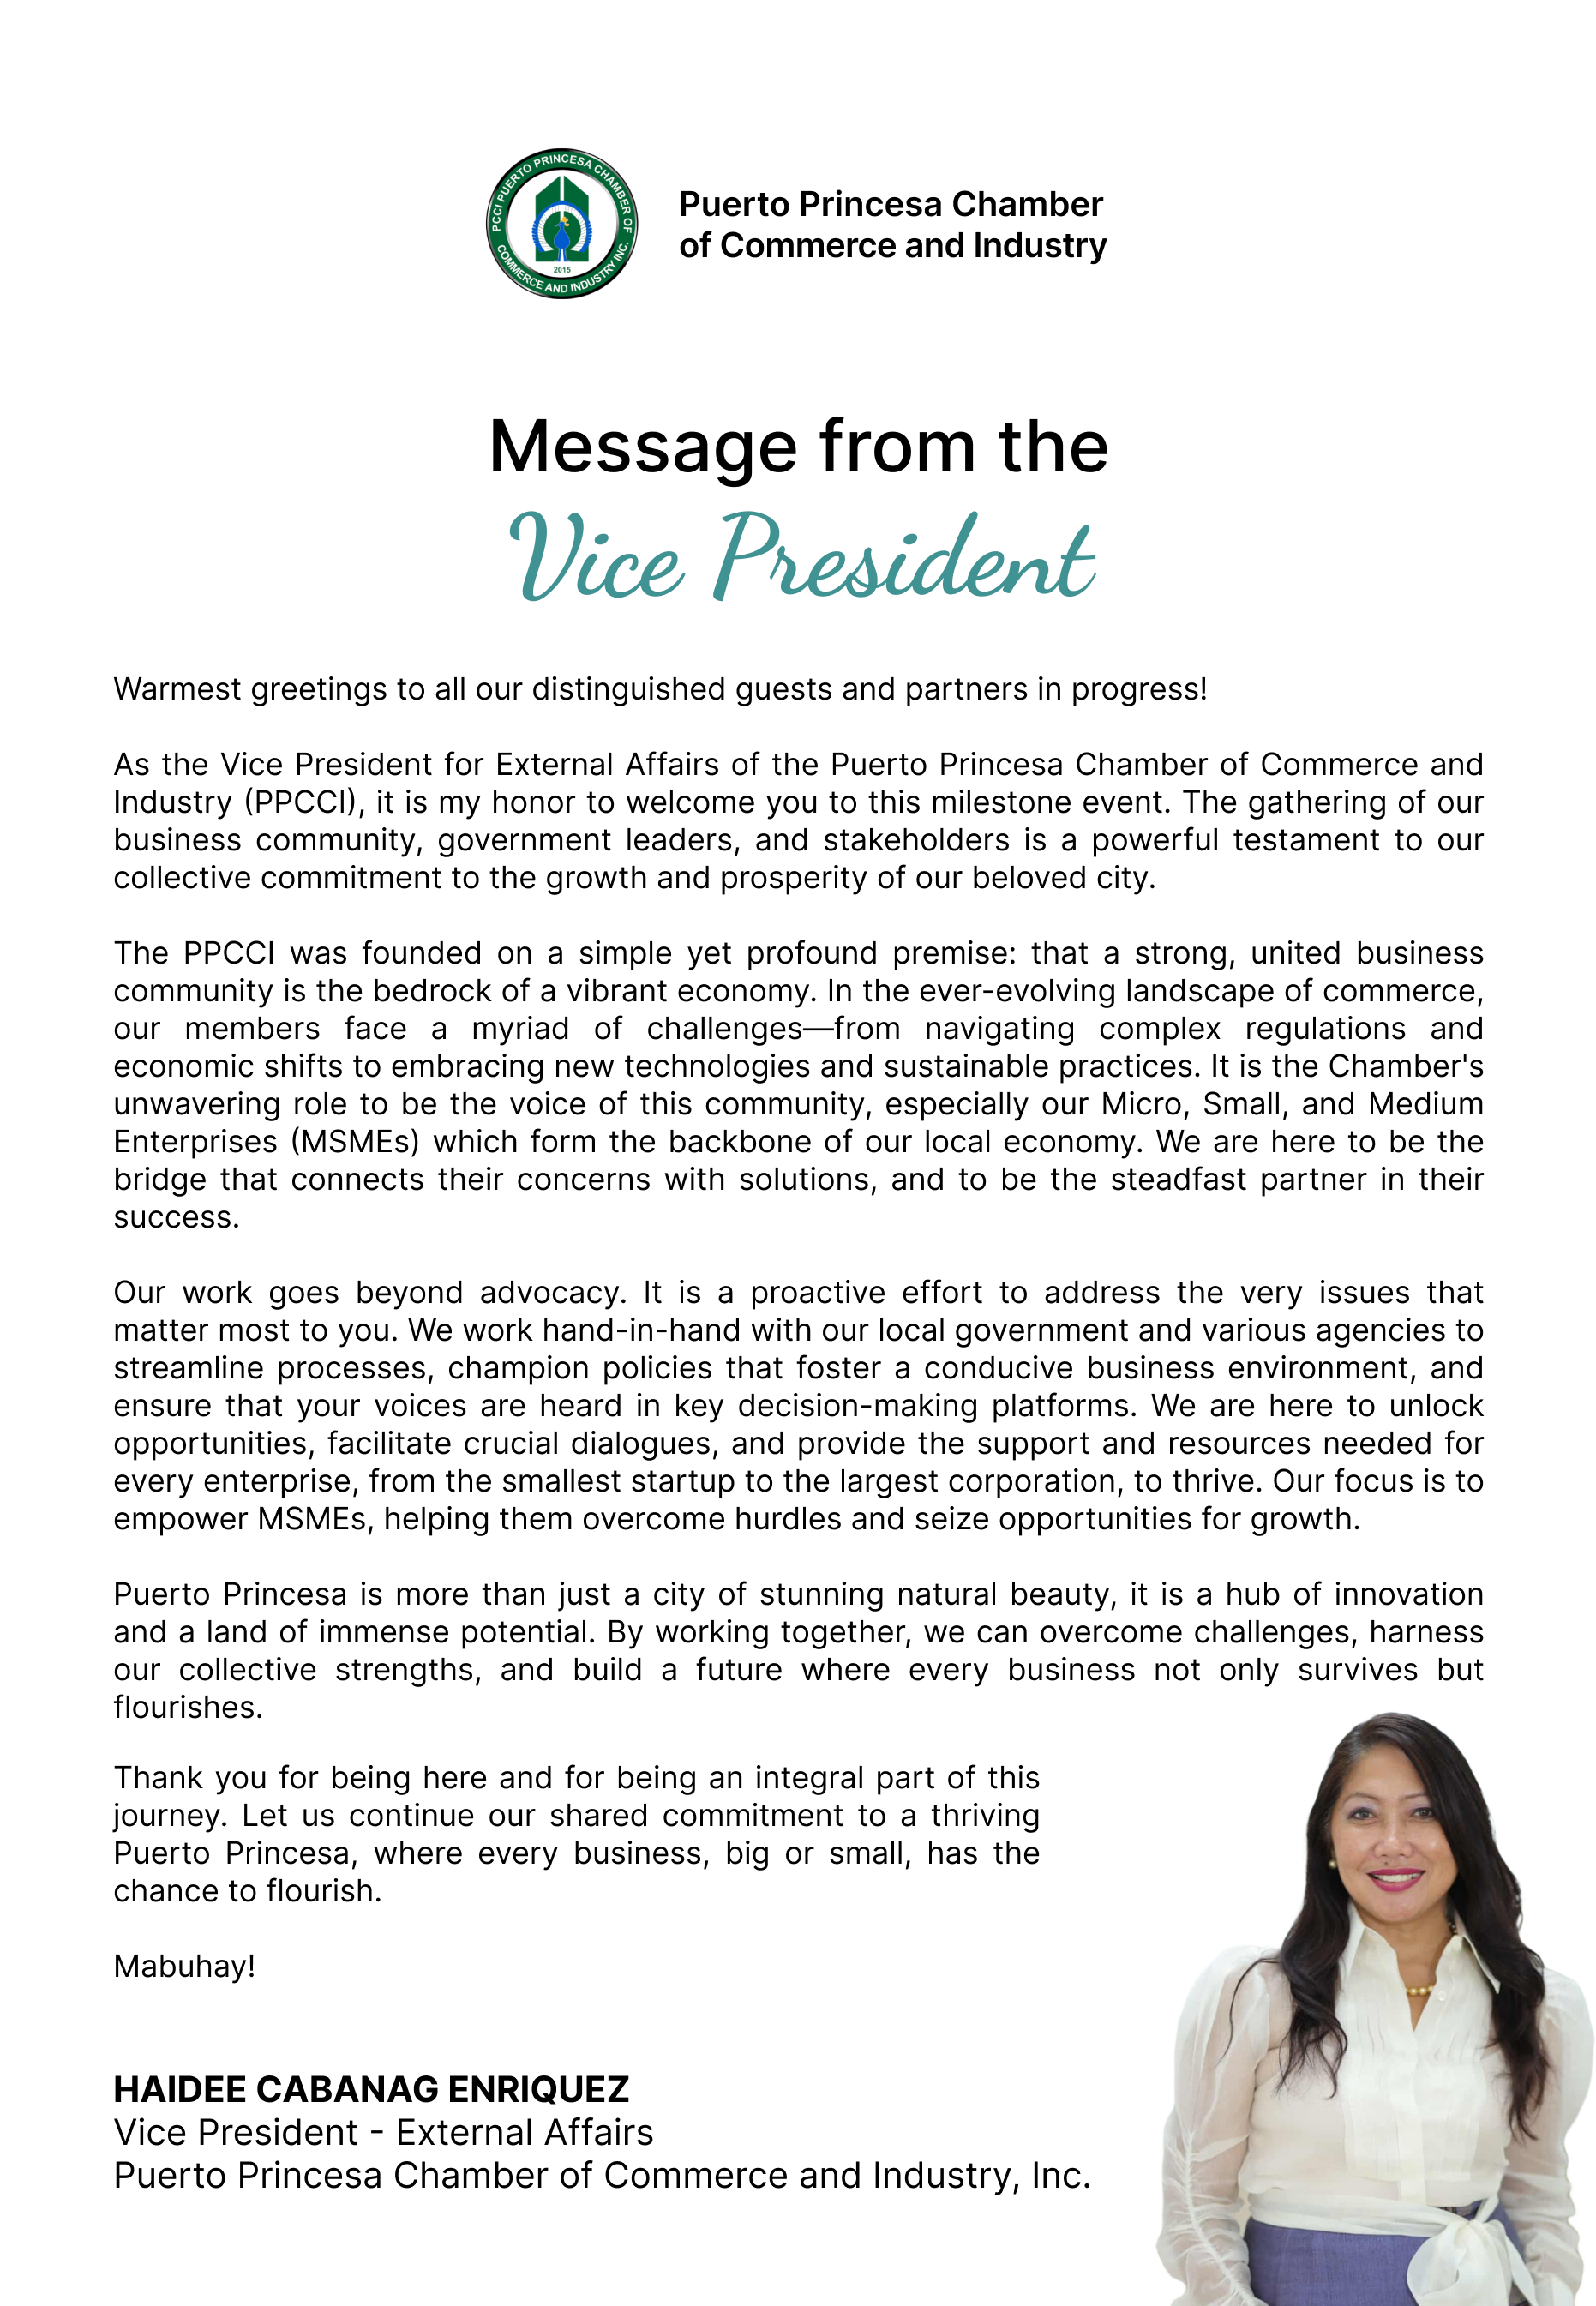 PCCI PUERTO PRINCESA CHAMBER OF
COMMERCE AND INDUSTRY INC.
2015
Puerto Princesa Chamber
of Commerce and Industry
Message from the
Vice President
Warmest greetings to all our distinguished guests and partners in progress!
As the Vice President for External Affairs of the Puerto Princesa Chamber of Commerce and
Industry (PPCCI), it is my honor to welcome you to this milestone event. The gathering of our
business community, government leaders, and stakeholders is a powerful testament to our
collective commitment to the growth and prosperity of our beloved city.
The PPCCI was founded on a simple yet profound premise: that a strong, united business
community is the bedrock of a vibrant economy. In the ever-evolving landscape of commerce,
our members face a myriad of challenges—from navigating complex regulations and
economic shifts to embracing new technologies and sustainable practices. It is the Chamber's
unwavering role to be the voice of this community, especially our Micro, Small, and Medium
Enterprises (MSMEs) which form the backbone of our local economy. We are here to be the
bridge that connects their concerns with solutions, and to be the steadfast partner in their
success.
Our work goes beyond advocacy. It is a proactive effort to address the very issues that
matter most to you. We work hand-in-hand with our local government and various agencies to
streamline processes, champion policies that foster a conducive business environment, and
ensure that your voices are heard in key decision-making platforms. We are here to unlock
opportunities, facilitate crucial dialogues, and provide the support and resources needed for
every enterprise, from the smallest startup to the largest corporation, to thrive. Our focus is to
empower MSMEs, helping them overcome hurdles and seize opportunities for growth.
Puerto Princesa is more than just a city of stunning natural beauty, it is a hub of innovation
and a land of immense potential. By working together, we can overcome challenges, harness
our collective strengths, and build a future where every business not only survives but
flourishes.
Thank you for being here and for being an integral part of this
journey. Let us continue our shared commitment to a thriving
Puerto Princesa, where every business, big or small, has the
chance to flourish.
Mabuhay!
HAIDEE CABANAG ENRIQUEZ
Vice President - External Affairs
Puerto Princesa Chamber of Commerce and Industry, Inc.